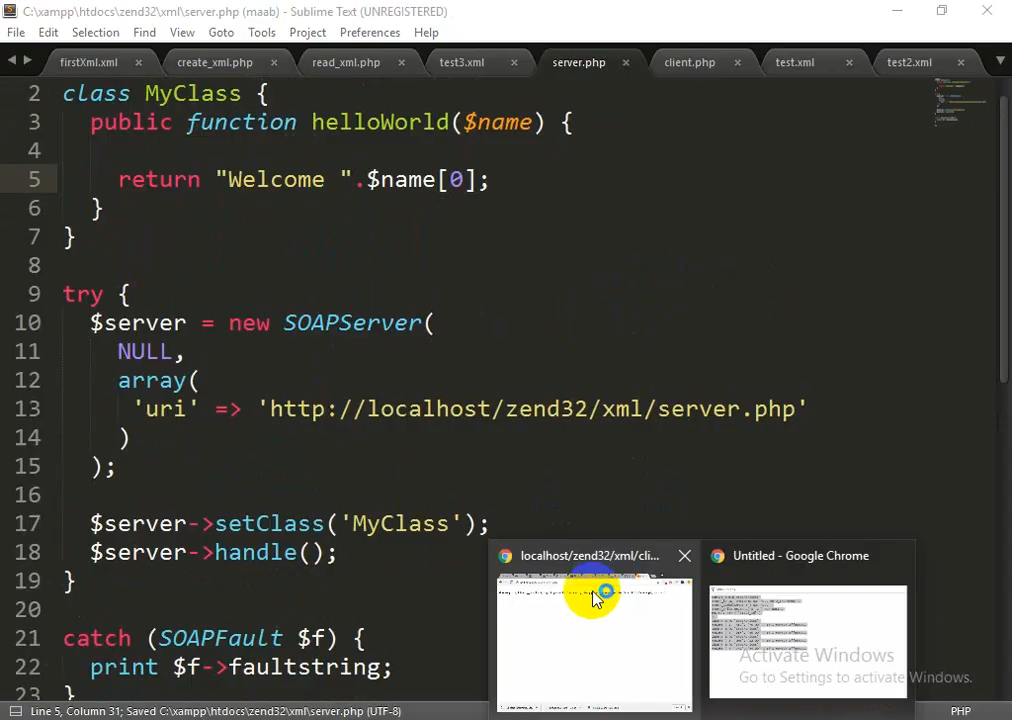 C:\xampp\htdocs\zend32\xml\server.php (maab) - Sublime Text (UNREGISTERED)
File Edit Selection Find View Goto Tools Project Preferences Help
firstXml.xml × create_xml.php × read_xml.php × test3.xml × server.php × client.php × test.xml × test2.xml ×
2 class MyClass {
3 public function helloWorld($name) {
4
5 return "Welcome ".$name[0];
6 }
7 }
8
9 try {
10 $server = new SOAPServer(
11 NULL,
12 array(
13 'uri' => 'http://localhost/zend32/xml/server.php'
14 )
15 );
16
17 $server->setClass('MyClass');
18 $server->handle();
19 }
20
21 catch (SOAPFault $f) {
22 print $f->faultstring;
23 }
localhost/zend32/xml/cli... Untitled - Google Chrome
Activate Windows
Go to Settings to activate Windows.
Line 5, Column 31; Saved C:\xampp\htdocs\zend32\xml\server.php (UTF-8) PHP